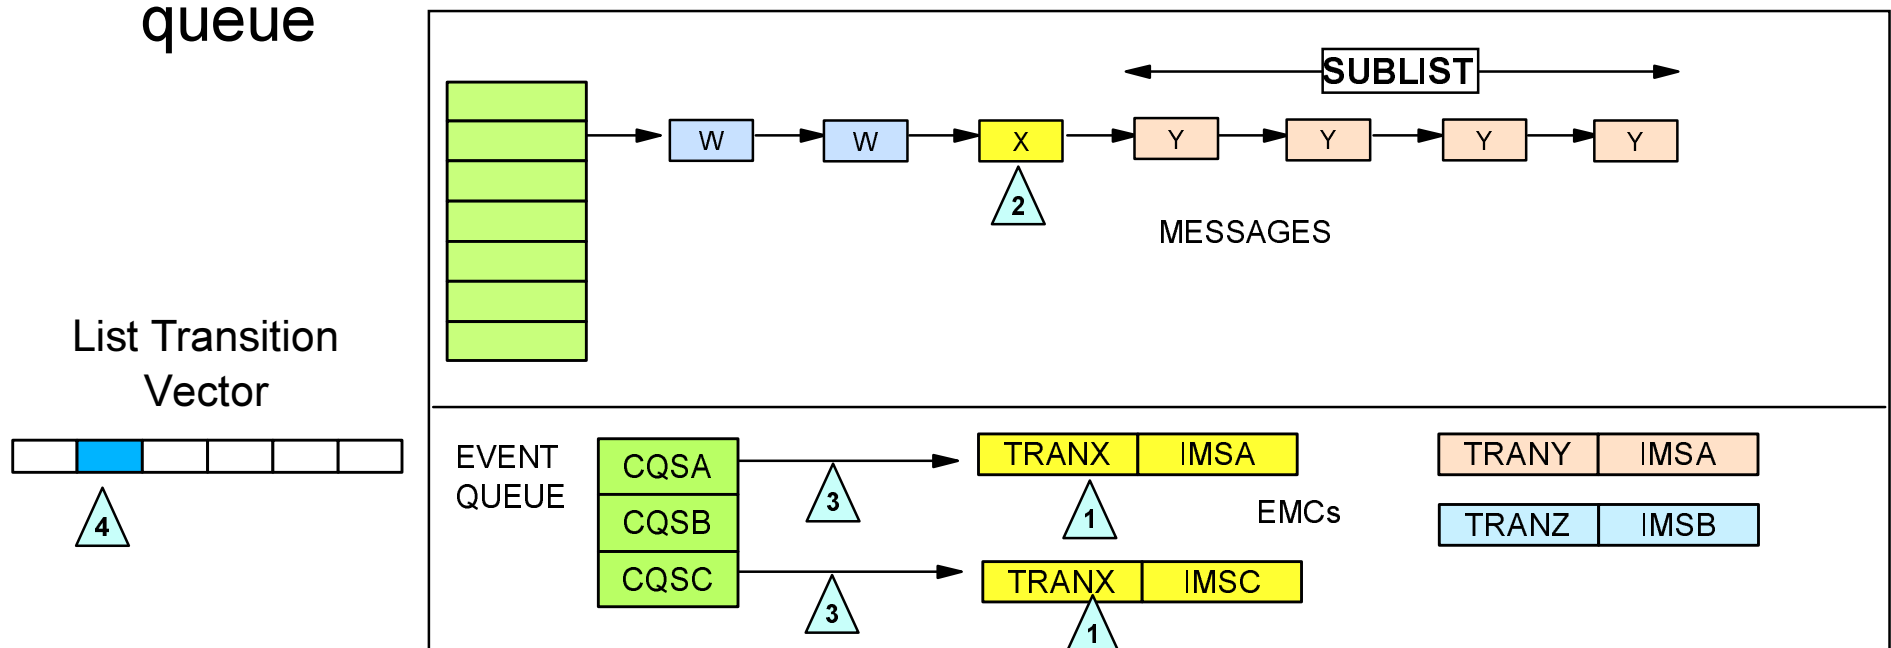 queue
SUBLIST
W W X Y Y Y Y
2
MESSAGES
List Transition
Vector
4
EVENT
QUEUE
CQSA
CQSB
CQSC
3
3
TRANX IMSA
1
EMCs
TRANX IMSC
1
TRANY IMSA
TRANZ IMSB